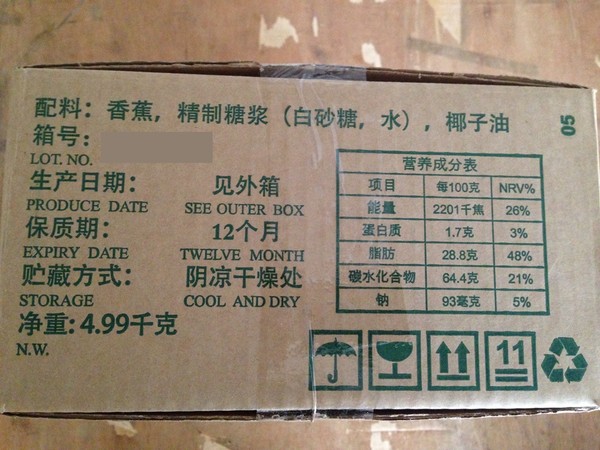 配料：香蕉，精制糖浆（白砂糖，水），椰子油
05
箱号：
LOT. NO.
生产日期： 见外箱
PRODUCE DATE SEE OUTER BOX
保质期： 12个月
EXPIRY DATE TWELVE MONTH
贮藏方式： 阴凉干燥处
STORAGE COOL AND DRY
净重: 4.99千克
N.W.
营养成分表
项目 每100克 NRV%
能量 2201千焦 26%
蛋白质 1.7克 3%
脂肪 28.8克 48%
碳水化合物 64.4克 21%
钠 93毫克 5%
11